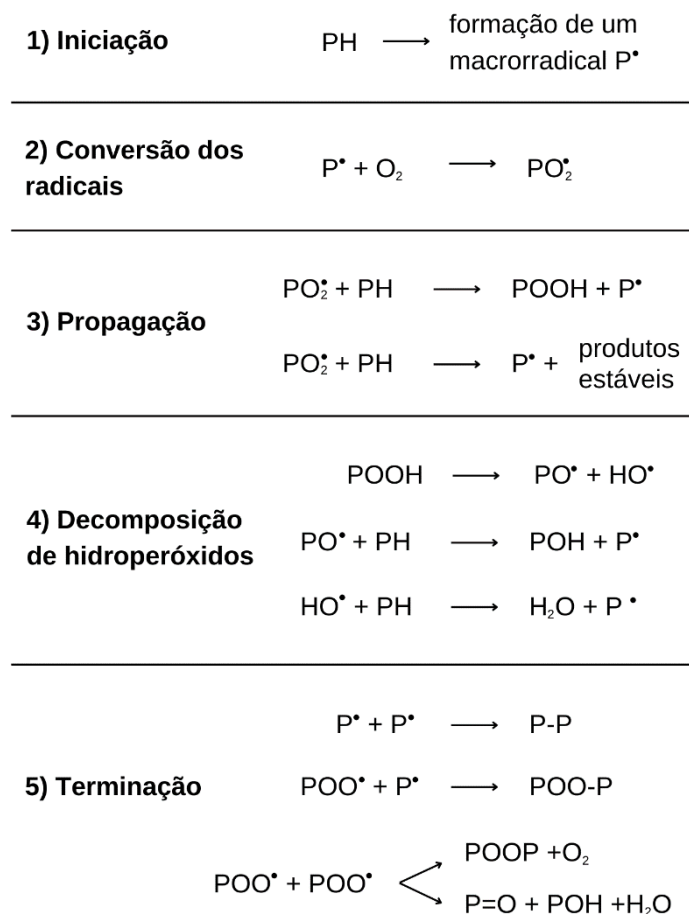 1) Iniciação PH ⟶ formação de um
macrorradical P•
2) Conversão dos
radicais P• + O₂ ⟶ PO₂•
3) Propagação
PO₂• + PH ⟶ POOH + P•
PO₂• + PH ⟶ P• + produtos
estáveis
4) Decomposição
de hidroperóxidos
POOH ⟶ PO• + HO•
PO• + PH ⟶ POH + P•
HO• + PH ⟶ H₂O + P •
5) Terminação
P• + P• ⟶ P-P
POO• + P• ⟶ POO-P
POO• + POO•
POOP +O₂
P=O + POH +H₂O